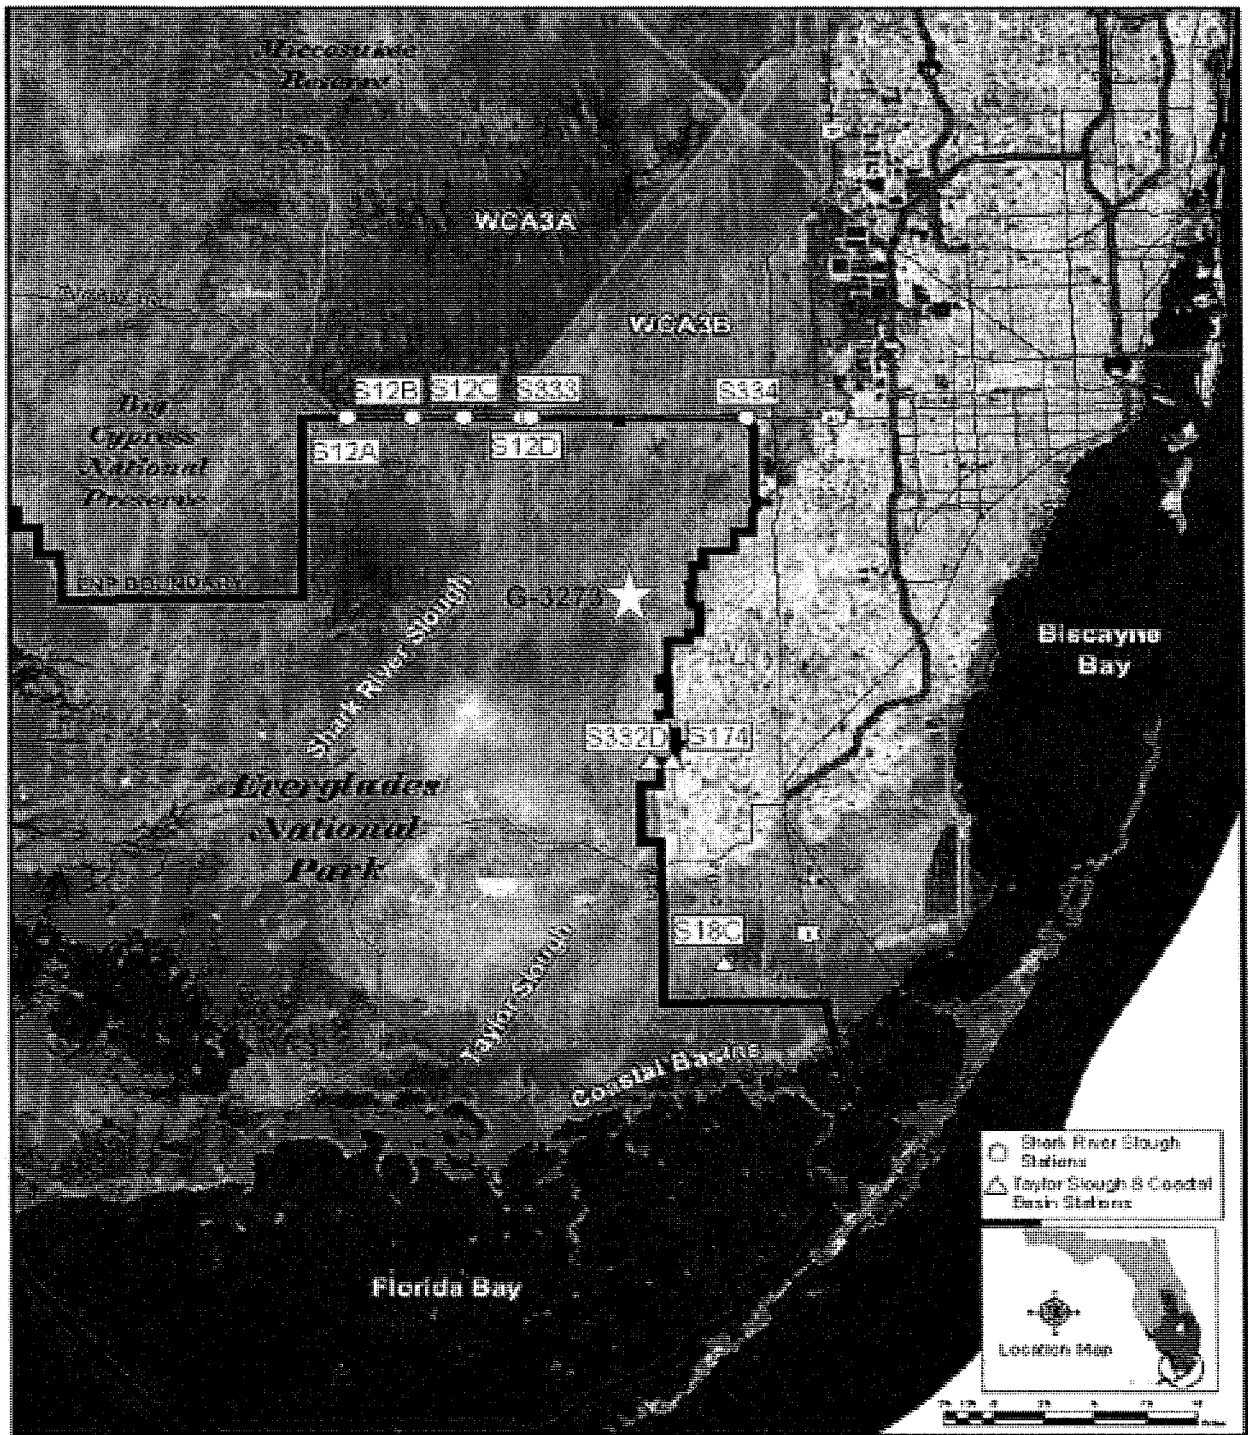 Miccosukee
Reserve
WCA3A
WCA3B
S12B
S12C
S333
S334
S12A
S12D
Big
Cypress
National
Preserve
ENP BOUNDARY
G-3273
Shark River Slough
Biscayne
Bay
S332D
S174
Everglades
National
Park
S18C
Taylor Slough
Coastal Basins
Shark River Slough
Stations
Taylor Slough & Coastal
Basin Stations
Florida Bay
Location Map